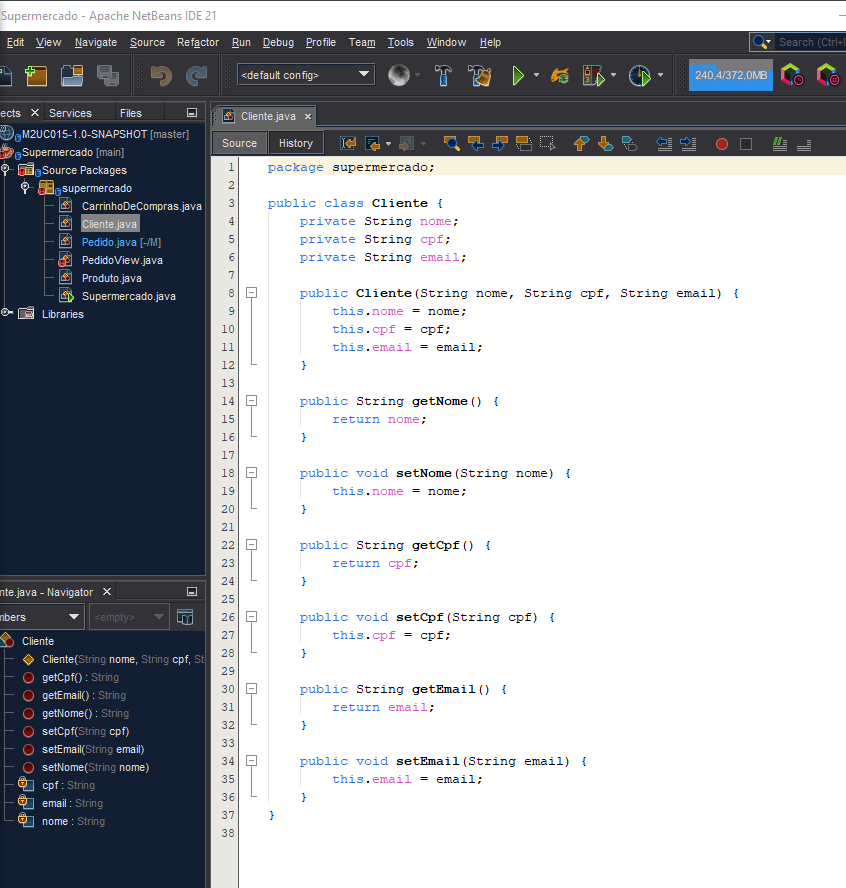 Supermercado - Apache NetBeans IDE 21
Edit View Navigate Source Refactor Run Debug Profile Team Tools Window Help
Search (Ctrl+I
<default config>
240,4/372,0MB
ects Services Files
M2UC015-1.0-SNAPSHOT [master]
Supermercado [main]
Source Packages
supermercado
CarrinhoDeCompras.java
Cliente.java
Pedido.java [-/M]
PedidoView.java
Produto.java
Supermercado.java
Libraries
nte.java - Navigator
mbers <empty>
Cliente
Cliente(String nome, String cpf, St
getCpf() : String
getEmail() : String
getNome() : String
setCpf(String cpf)
setEmail(String email)
setNome(String nome)
cpf : String
email : String
nome : String
Cliente.java
Source History
1 package supermercado;
2
3 public class Cliente {
4 private String nome;
5 private String cpf;
6 private String email;
7
8 public Cliente(String nome, String cpf, String email) {
9 this.nome = nome;
10 this.cpf = cpf;
11 this.email = email;
12 }
13
14 public String getNome() {
15 return nome;
16 }
17
18 public void setNome(String nome) {
19 this.nome = nome;
20 }
21
22 public String getCpf() {
23 return cpf;
24 }
25
26 public void setCpf(String cpf) {
27 this.cpf = cpf;
28 }
29
30 public String getEmail() {
31 return email;
32 }
33
34 public void setEmail(String email) {
35 this.email = email;
36 }
37 }
38